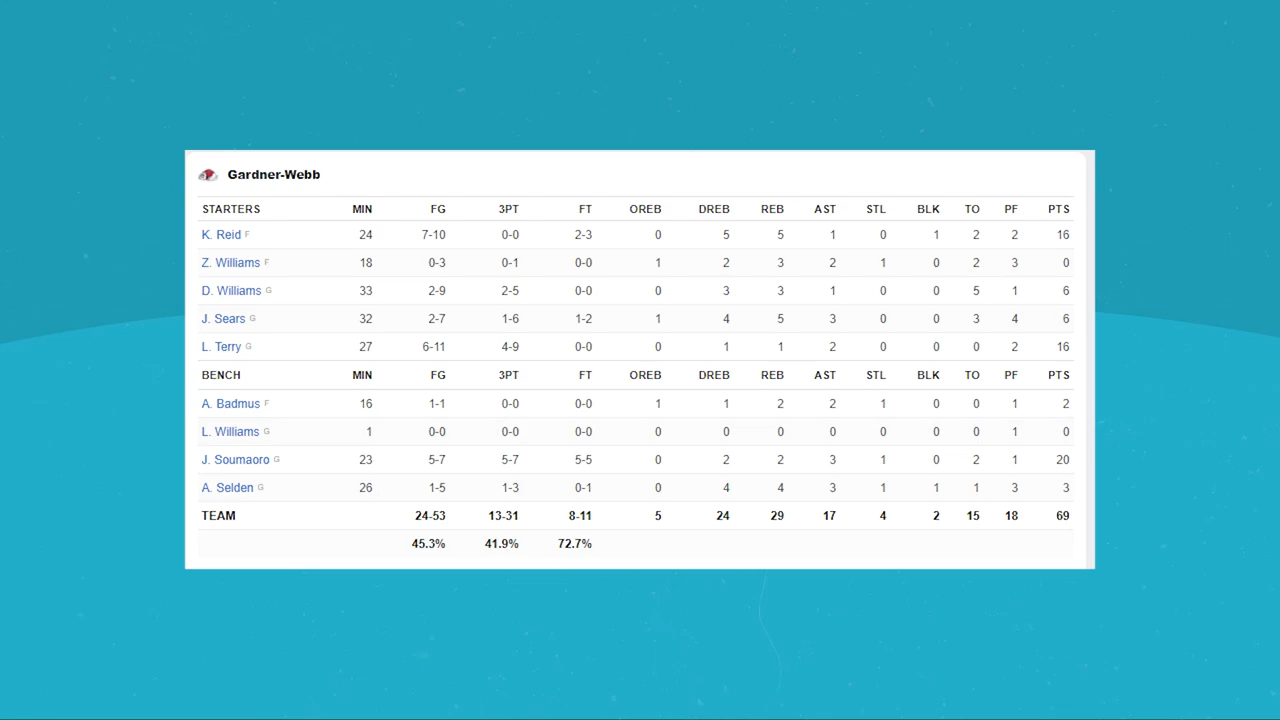 Gardner-Webb
STARTERS MIN FG 3PT FT OREB DREB REB AST STL BLK TO PF PTS
K. Reid F 24 7-10 0-0 2-3 0 5 5 1 0 1 2 2 16
Z. Williams F 18 0-3 0-1 0-0 1 2 3 2 1 0 2 3 0
D. Williams G 33 2-9 2-5 0-0 0 3 3 1 0 0 5 1 6
J. Sears G 32 2-7 1-6 1-2 1 4 5 3 0 0 3 4 6
L. Terry G 27 6-11 4-9 0-0 0 1 1 2 0 0 0 2 16
BENCH MIN FG 3PT FT OREB DREB REB AST STL BLK TO PF PTS
A. Badmus F 16 1-1 0-0 0-0 1 1 2 2 1 0 0 1 2
L. Williams G 1 0-0 0-0 0-0 0 0 0 0 0 0 0 1 0
J. Soumaoro G 23 5-7 5-7 5-5 0 2 2 3 1 0 2 1 20
A. Selden G 26 1-5 1-3 0-1 0 4 4 3 1 1 1 3 3
TEAM 24-53 13-31 8-11 5 24 29 17 4 2 15 18 69
45.3% 41.9% 72.7%